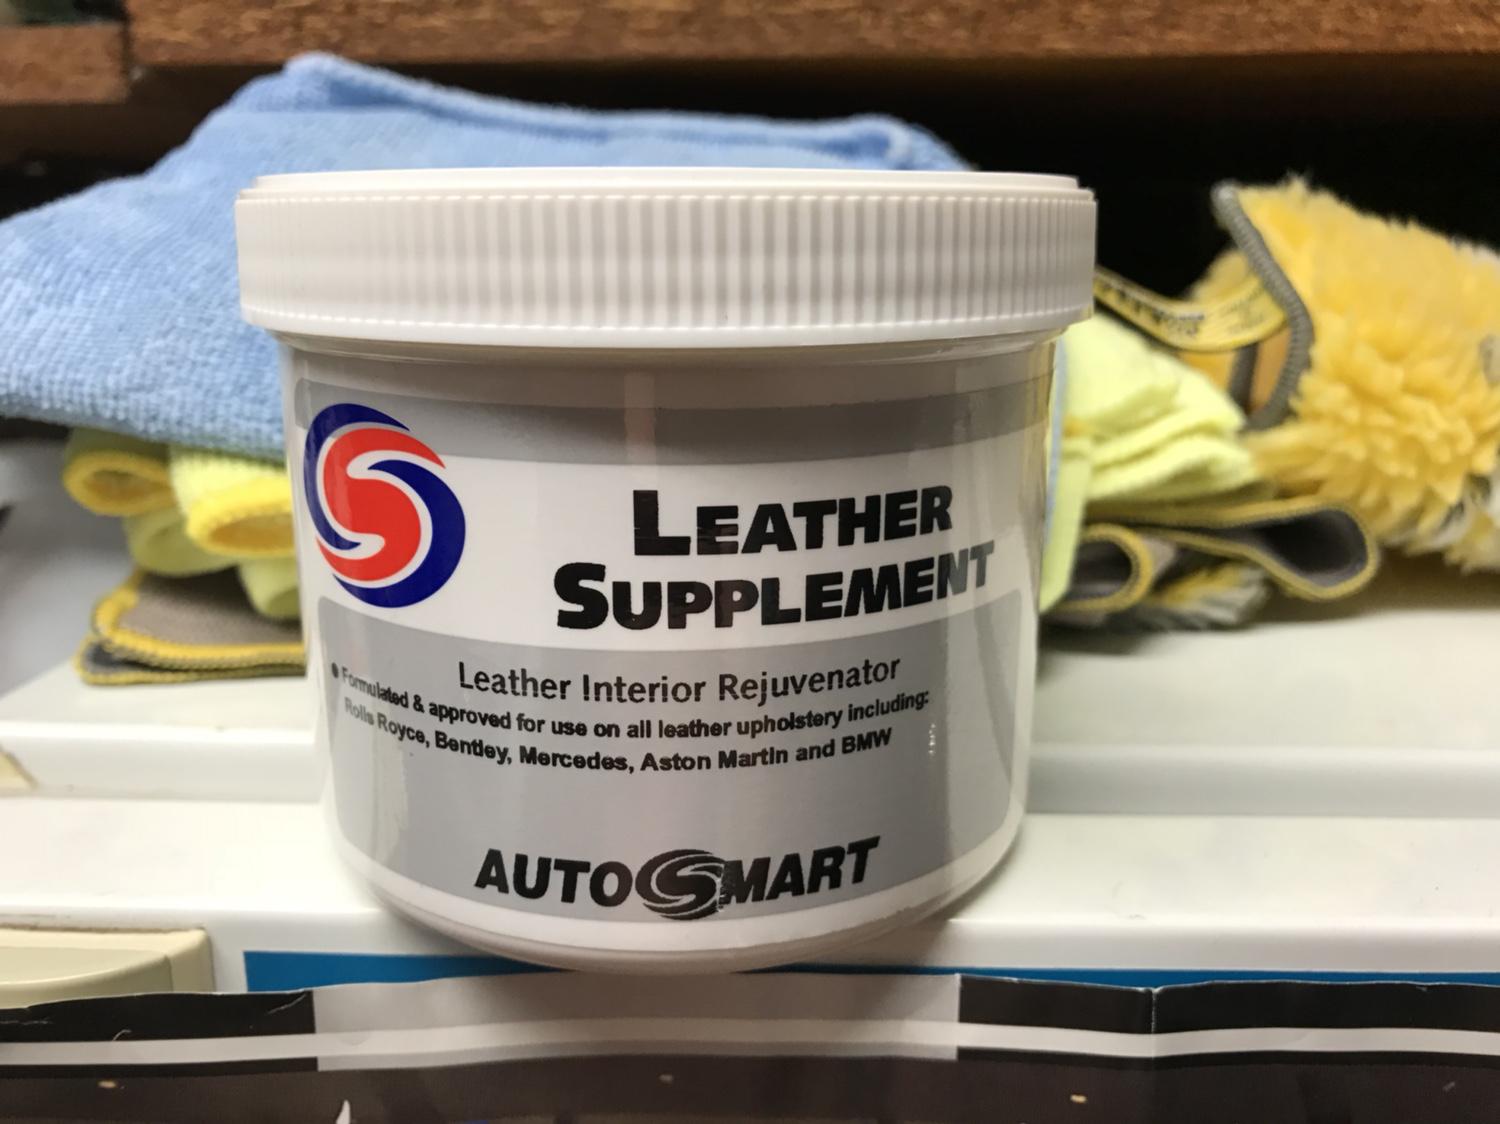 LEATHER
SUPPLEMENT
Leather Interior Rejuvenator
• Formulated & approved for use on all leather upholstery including:
Rolls Royce, Bentley, Mercedes, Aston Martin and BMW
AUTOSMART